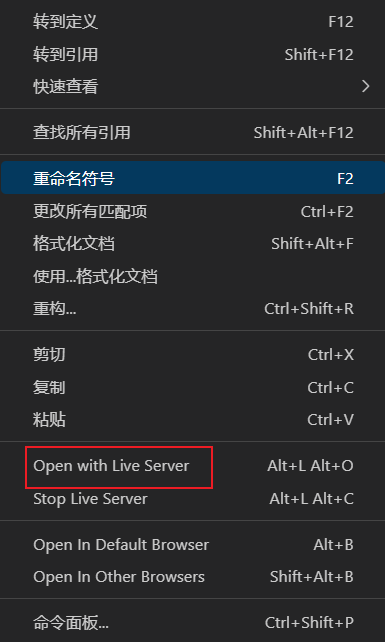 转到定义 F12
转到引用 Shift+F12
快速查看
查找所有引用 Shift+Alt+F12
重命名符号 F2
更改所有匹配项 Ctrl+F2
格式化文档 Shift+Alt+F
使用...格式化文档
重构... Ctrl+Shift+R
剪切 Ctrl+X
复制 Ctrl+C
粘贴 Ctrl+V
Open with Live Server Alt+L Alt+O
Stop Live Server Alt+L Alt+C
Open In Default Browser Alt+B
Open In Other Browsers Shift+Alt+B
命令面板... Ctrl+Shift+P